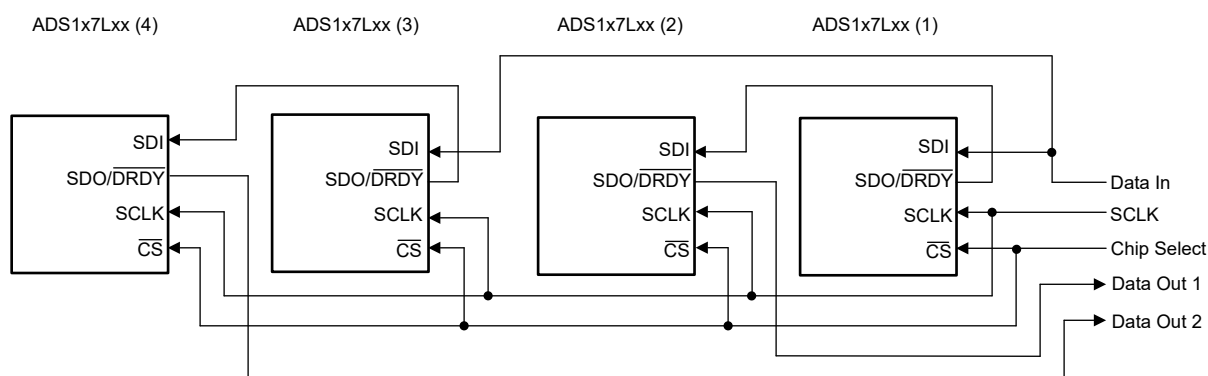 ADS1x7Lxx (4)
ADS1x7Lxx (3)
ADS1x7Lxx (2)
ADS1x7Lxx (1)
SDI
SDO/DRDY
SCLK
CS
SDI
SDO/DRDY
SCLK
CS
SDI
SDO/DRDY
SCLK
CS
SDI
SDO/DRDY
SCLK
CS
Data In
SCLK
Chip Select
Data Out 1
Data Out 2